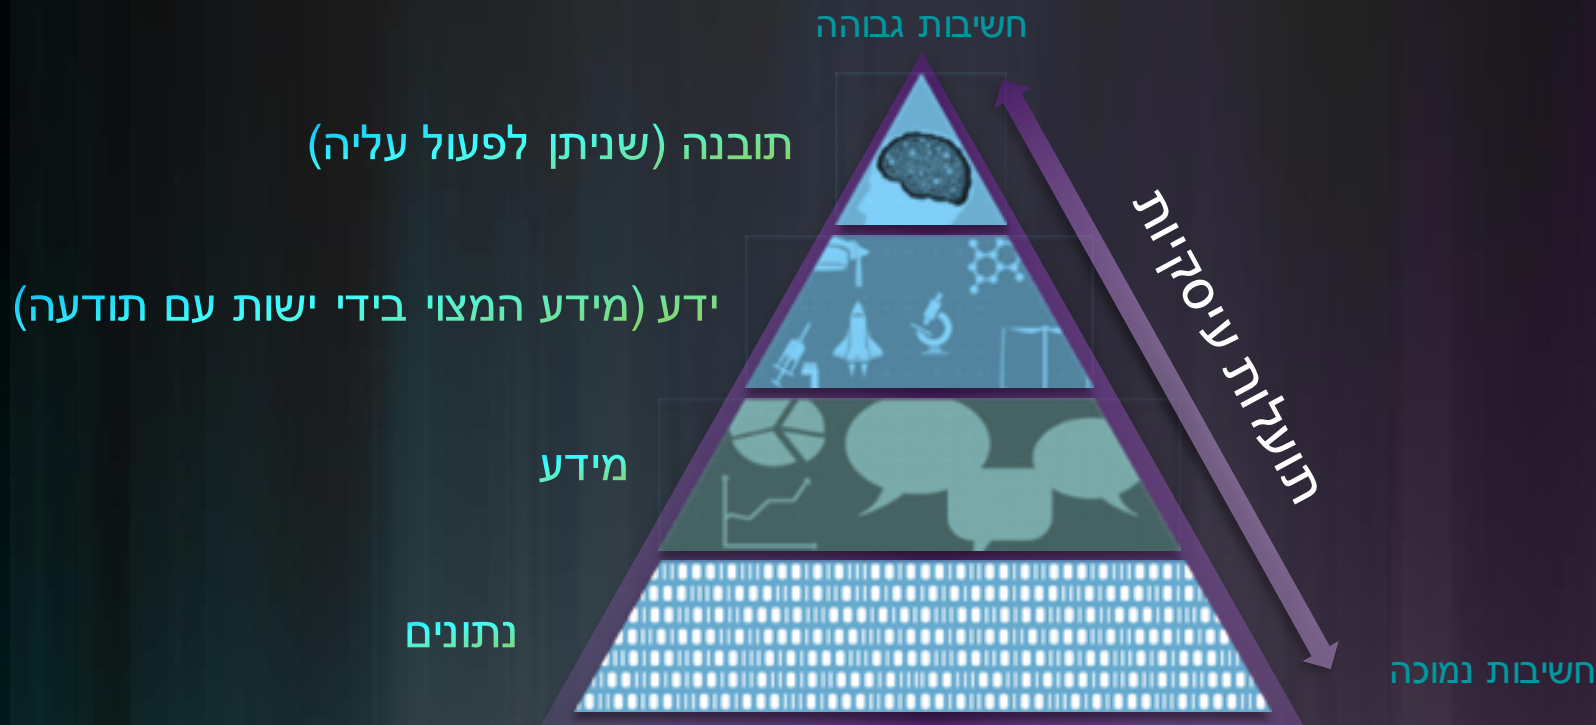 חשיבות גבוהה
תובנה (שניתן לפעול עליה)
ידע (מידע המצוי בידי ישות עם תודעה)
מידע
נתונים
תועלות עיסקיות
חשיבות נמוכה